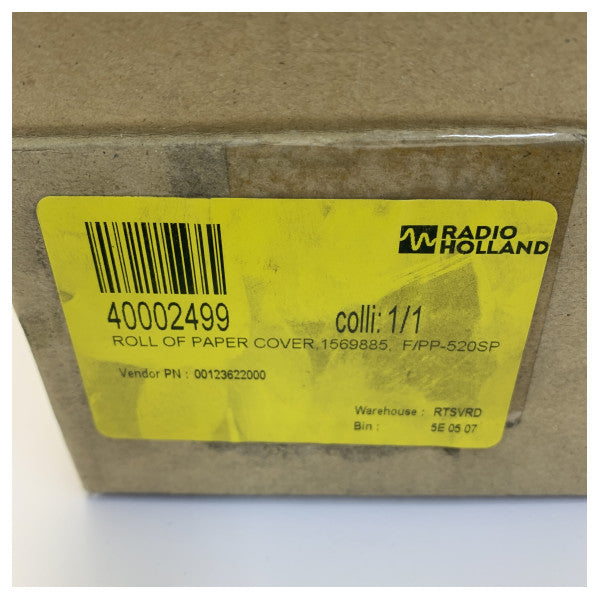 RADIO
HOLLAND
40002499 colli: 1/1
ROLL OF PAPER COVER,1569885, F/PP-520SP
Vendor PN : 00123622000
Warehouse : RTSVRD
Bin : 5E 05 07